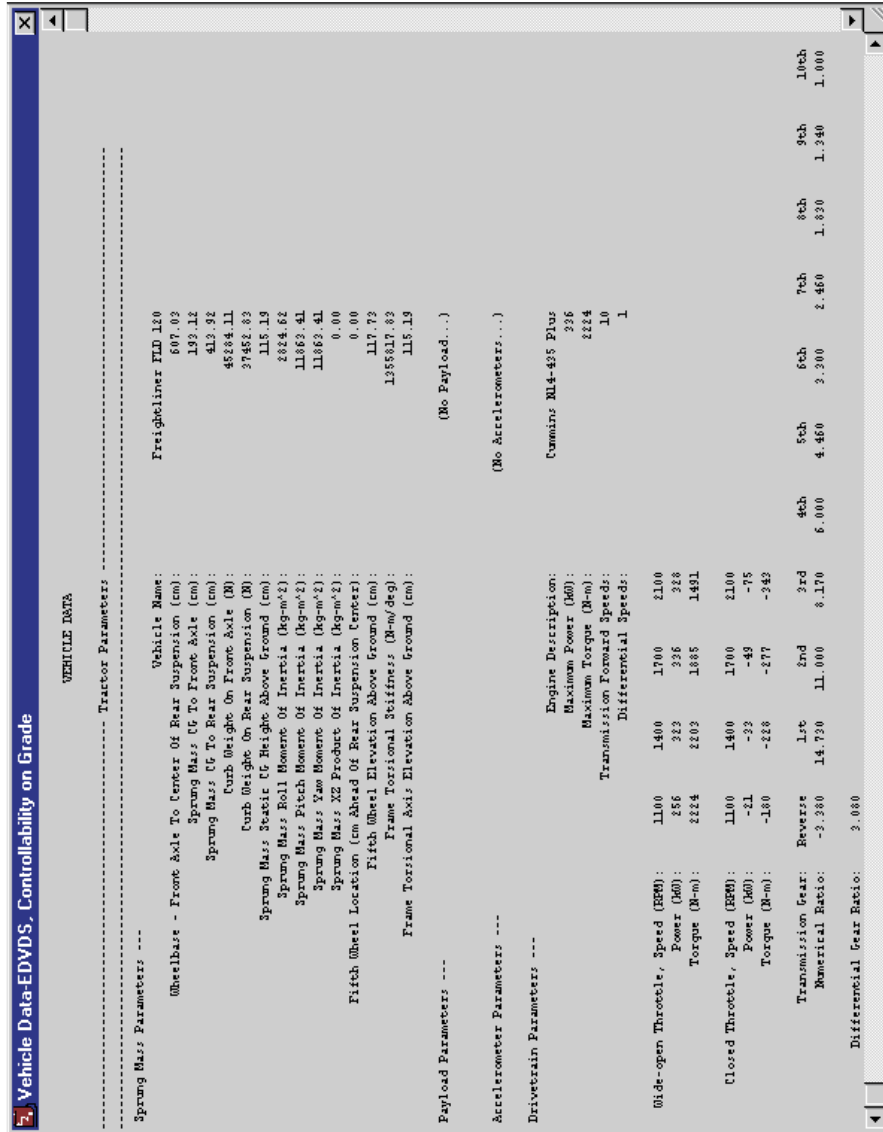 Vehicle Data-EDVDS, Controllability on Grade
VEHICLE DATA
---------------------------- Tractor Parameters ----------------------------
Sprung Mass Parameters ---
Vehicle Name: Freightliner FLD 120
Wheelbase - Front Axle To Center Of Rear Suspension (cm): 607.03
Sprung Mass CG To Front Axle (cm): 193.12
Sprung Mass CG To Rear Suspension (cm): 413.92
Curb Weight On Front Axle (N): 45284.11
Curb Weight On Rear Suspension (N): 37452.83
Sprung Mass Static CG Height Above Ground (cm): 115.19
Sprung Mass Roll Moment Of Inertia (kg-m^2): 2824.62
Sprung Mass Pitch Moment Of Inertia (kg-m^2): 11863.41
Sprung Mass Yaw Moment Of Inertia (kg-m^2): 11863.41
Sprung Mass XZ Product Of Inertia (kg-m^2): 0.00
Fifth Wheel Location (cm Ahead Of Rear Suspension Center): 0.00
Fifth Wheel Elevation Above Ground (cm): 117.73
Frame Torsional Stiffness (N-m/deg): 1355817.83
Frame Torsional Axis Elevation Above Ground (cm): 115.19
Payload Parameters ---
(No Payload...)
Accelerometer Parameters ---
(No Accelerometers...)
Drivetrain Parameters ---
Engine Description: Cummins N14-435 Plus
Maximum Power (kW): 336
Maximum Torque (N-m): 2224
Transmission Forward Speeds: 10
Differential Speeds: 1
Wide-open Throttle, Speed (RPM): 1100 1400 1700 2100
Power (kW): 256 323 336 328
Torque (N-m): 2224 2203 1885 1491
Closed Throttle, Speed (RPM): 1100 1400 1700 2100
Power (kW): -21 -33 -49 -75
Torque (N-m): -180 -228 -277 -343
Transmission Gear: Reverse 1st 2nd 3rd 4th 5th 6th 7th 8th 9th 10th
Numerical Ratio: -3.380 14.730 11.000 8.170 6.000 4.460 3.300 2.460 1.830 1.340 1.000
Differential Gear Ratio: 3.080